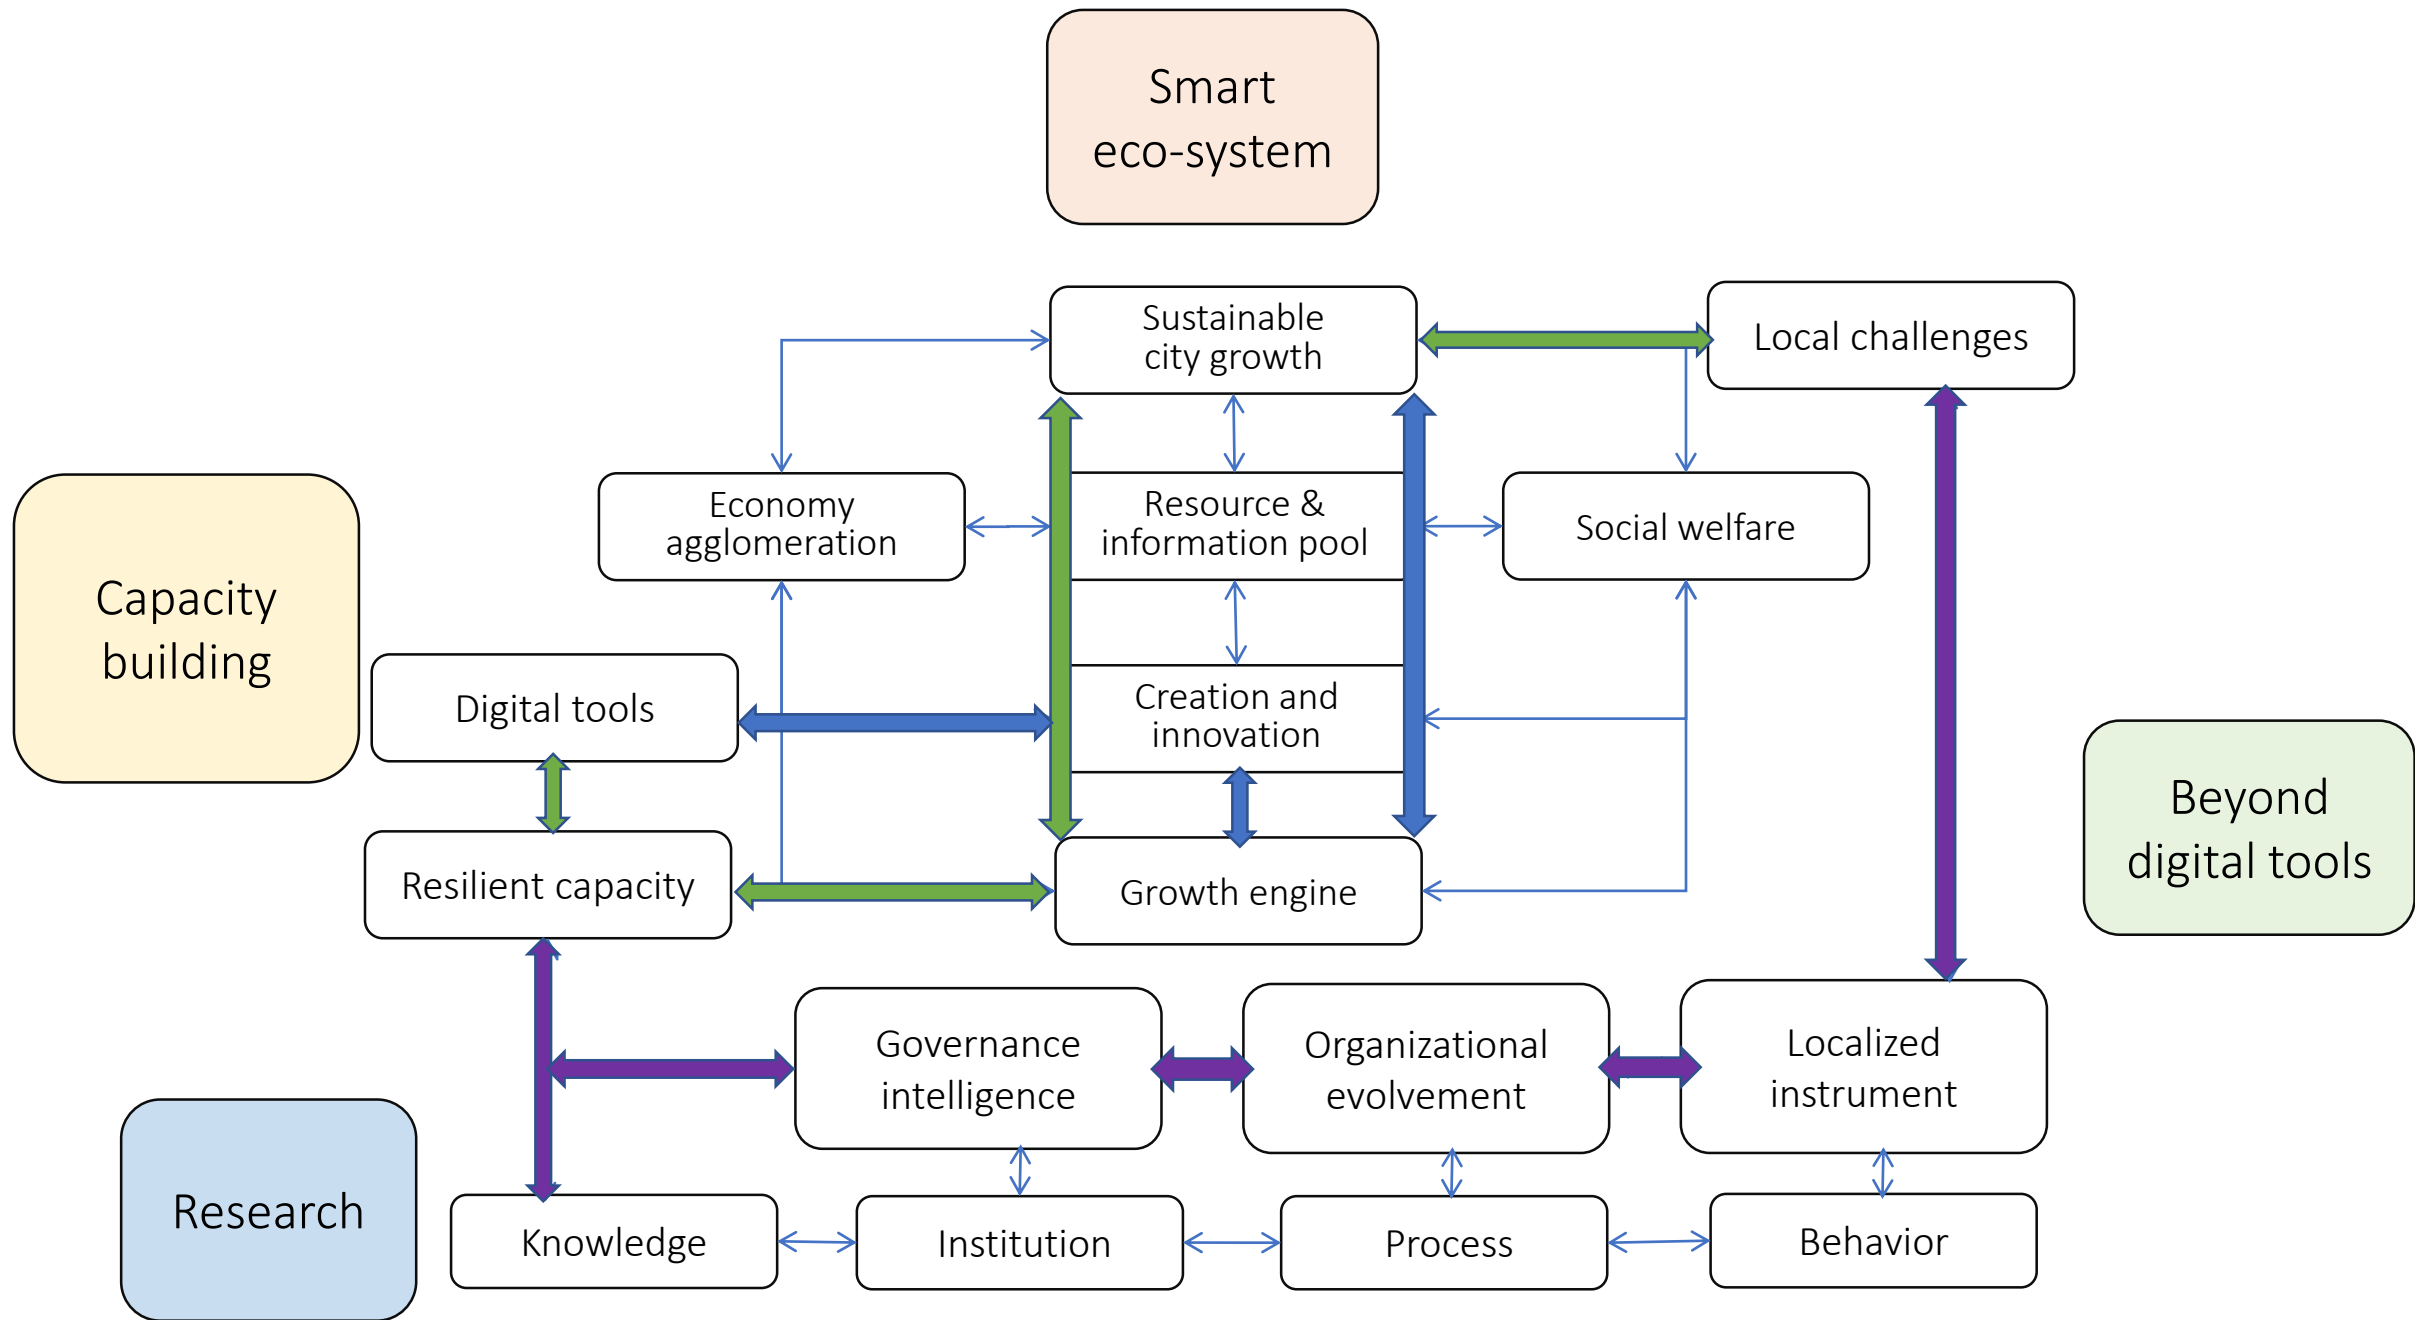 Smart
eco-system
Sustainable
city growth
Local challenges
Economy
agglomeration
Resource &
information pool
Social welfare
Capacity
building
Digital tools
Creation and
innovation
Beyond
digital tools
Resilient capacity
Growth engine
Governance
intelligence
Organizational
evolvement
Localized
instrument
Research
Knowledge
Institution
Process
Behavior